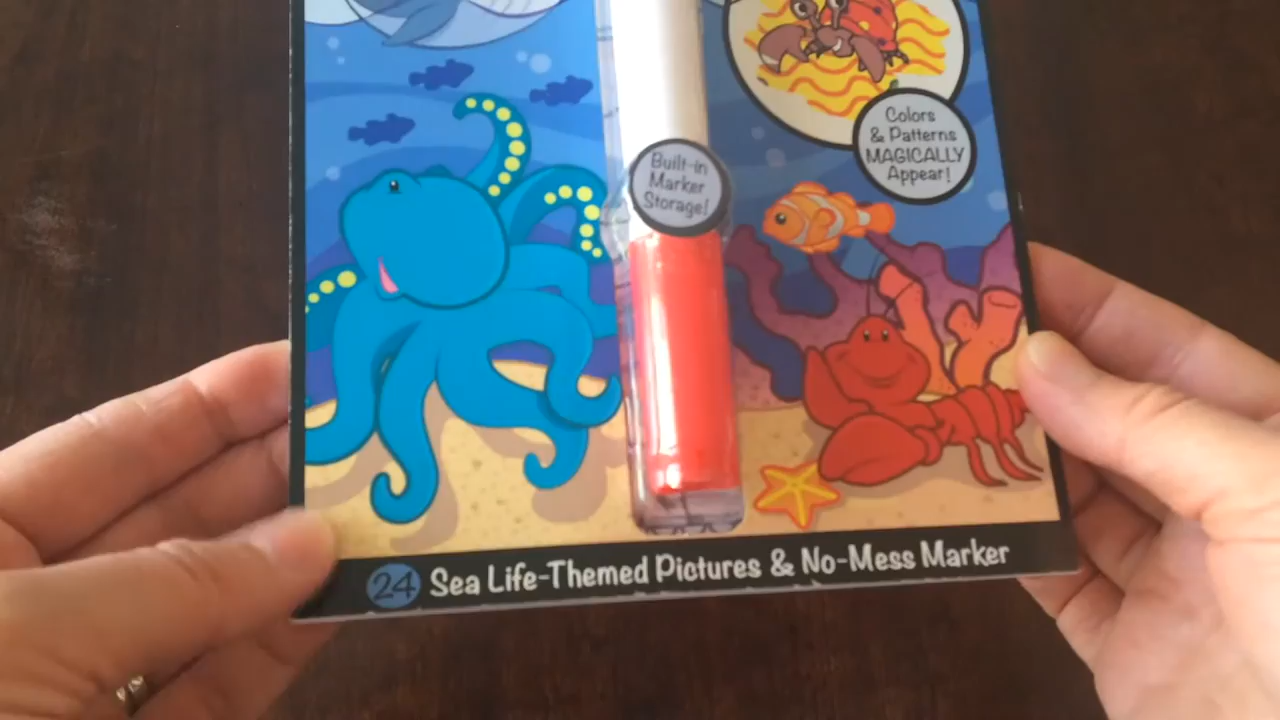 Colors
& Patterns
MAGICALLY
Appear!
Built-in
Marker
Storage!
24 Sea Life-Themed Pictures & No-Mess Marker